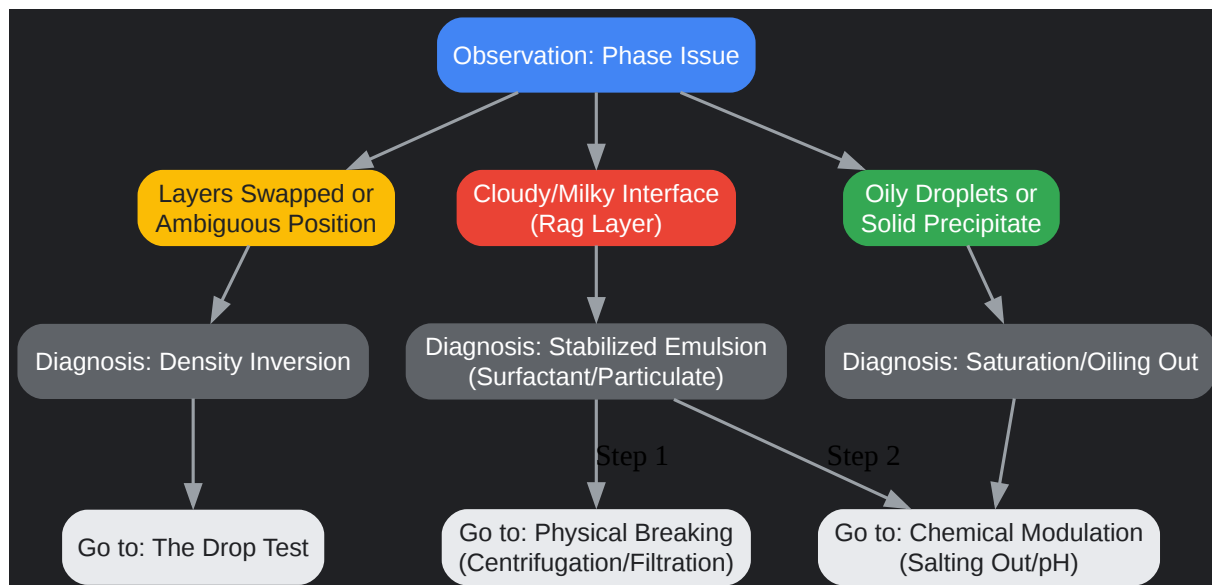 Observation: Phase Issue
Layers Swapped or
Ambiguous Position
Cloudy/Milky Interface
(Rag Layer)
Oily Droplets or
Solid Precipitate
Diagnosis: Density Inversion
Diagnosis: Stabilized Emulsion
(Surfactant/Particulate)
Diagnosis: Saturation/Oiling Out
Step 1
Step 2
Go to: The Drop Test
Go to: Physical Breaking
(Centrifugation/Filtration)
Go to: Chemical Modulation
(Salting Out/pH)